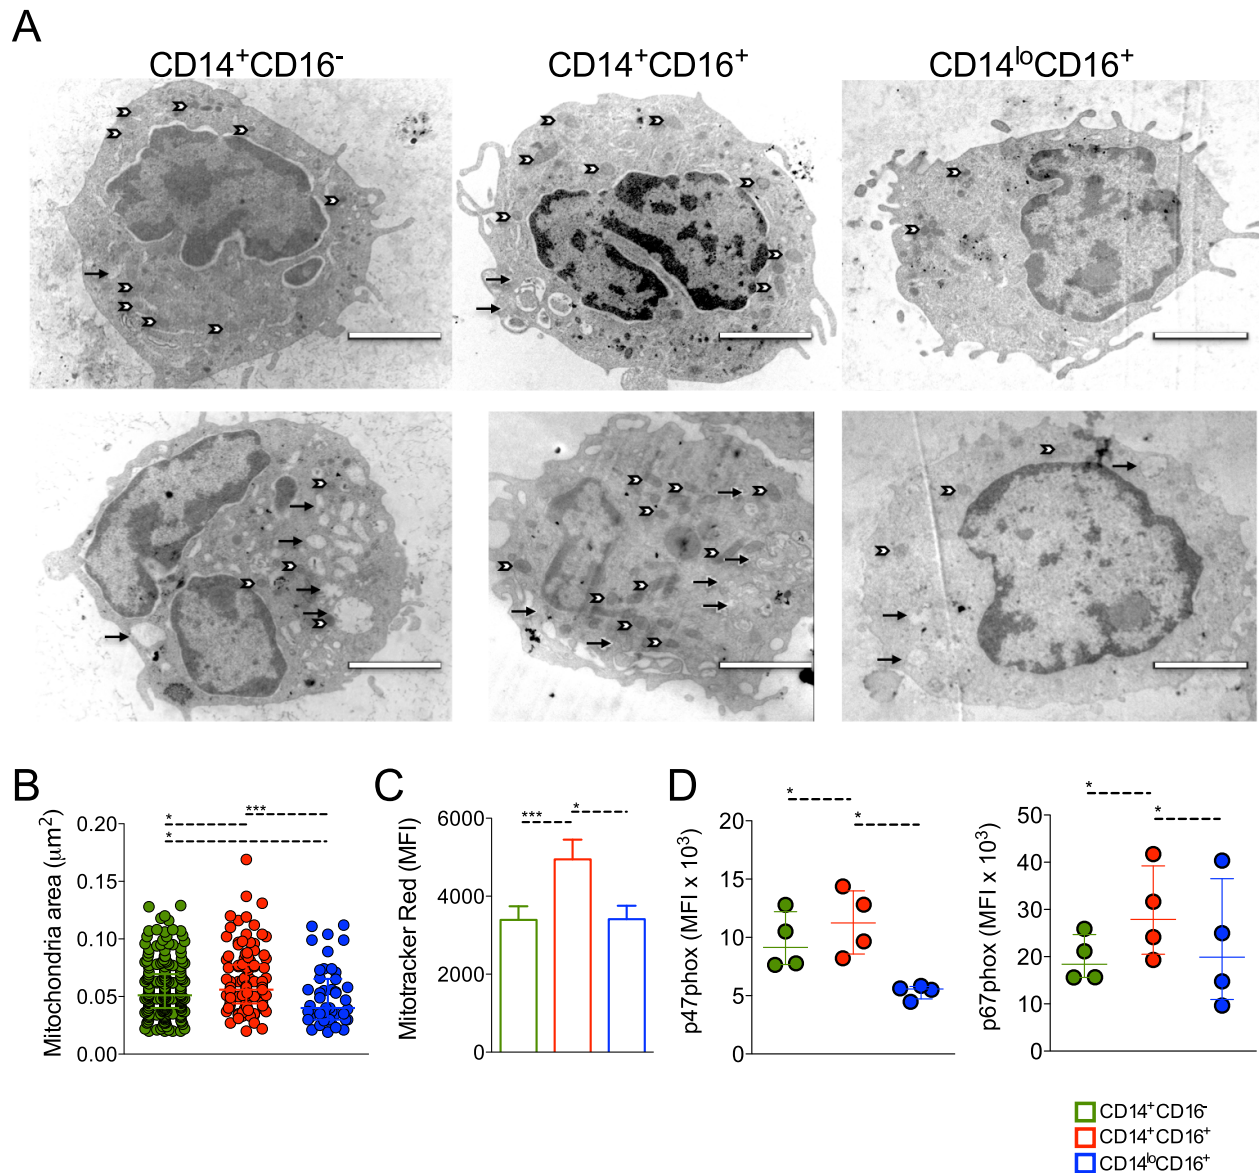 A
CD14⁺CD16⁻
CD14⁺CD16⁺
CD14ˡᵒCD16⁺
B
Mitochondria area (μm²)
0.20
0.15
0.10
0.05
0.00
*
***
*
C
Mitotracker Red (MFI)
6000
4000
2000
0
***
*
D
p47phox (MFI x 10³)
20
15
10
5
0
*
*
p67phox (MFI x 10³)
50
40
30
20
10
0
*
*
CD14⁺CD16⁻
CD14⁺CD16⁺
CD14ˡᵒCD16⁺